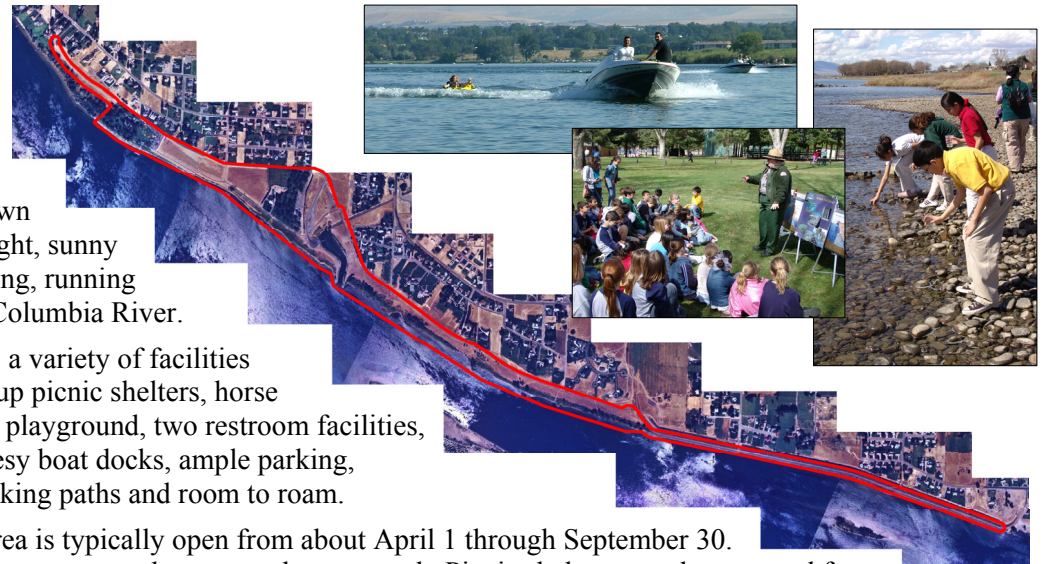 wn
ght, sunny
ng, running
Columbia River.
a variety of facilities
up picnic shelters, horse
playground, two restroom facilities,
esy boat docks, ample parking,
king paths and room to roam.
rea is typically open from about April 1 through September 30.